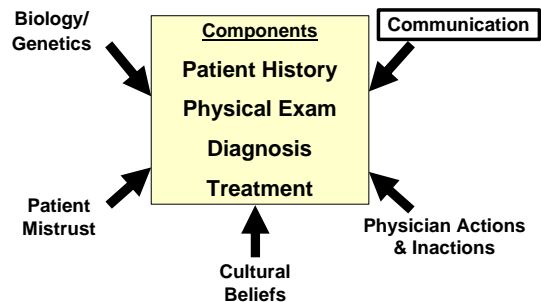 Biology/
Genetics
Components
Patient History
Physical Exam
Diagnosis
Treatment
Communication
Patient
Mistrust
Cultural
Beliefs
Physician Actions
& Inactions